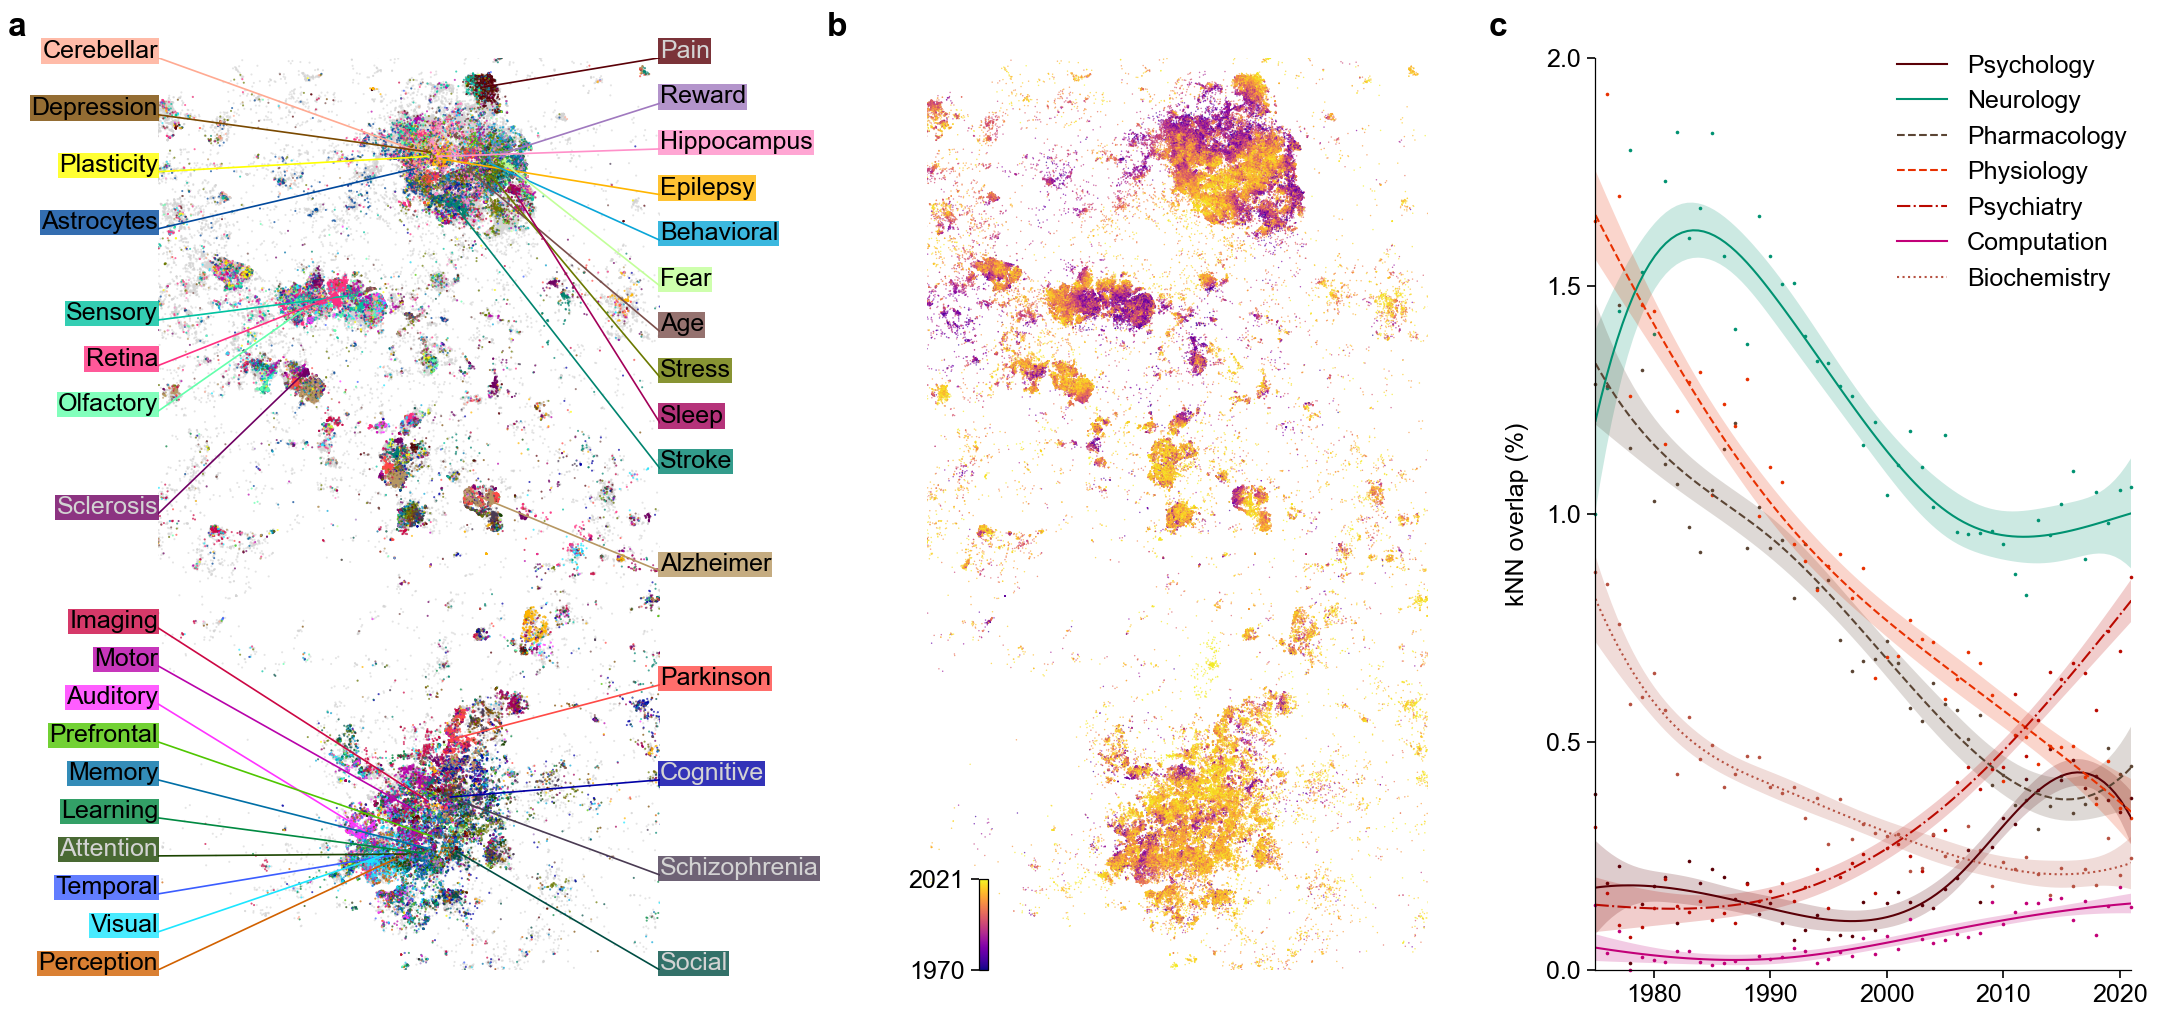 a
Cerebellar
Depression
Plasticity
Astrocytes
Sensory
Retina
Olfactory
Sclerosis
Imaging
Motor
Auditory
Prefrontal
Memory
Learning
Attention
Temporal
Visual
Perception
Pain
Reward
Hippocampus
Epilepsy
Behavioral
Fear
Age
Stress
Sleep
Stroke
Alzheimer
Parkinson
Cognitive
Schizophrenia
Social
b
2021
1970
c
kNN overlap (%)
2.0
1.5
1.0
0.5
0.0
1980
1990
2000
2010
2020
Psychology
Neurology
Pharmacology
Physiology
Psychiatry
Computation
Biochemistry